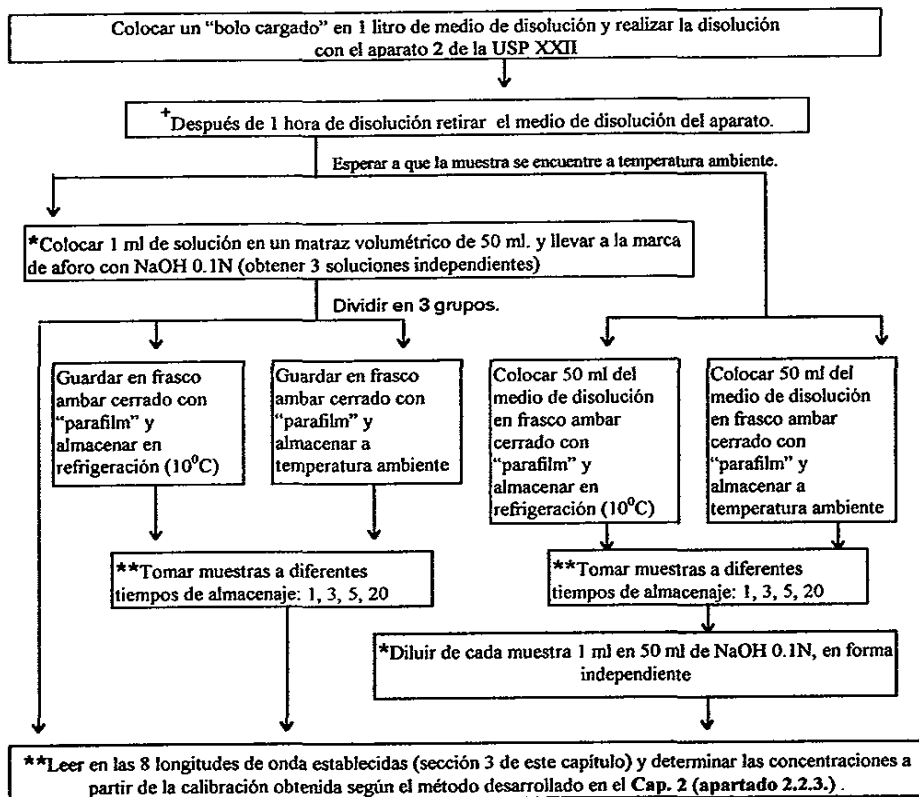 Colocar un “bolo cargado” en 1 litro de medio de disolución y realizar la disolución
con el aparato 2 de la USP XXII
+Después de 1 hora de disolución retirar el medio de disolución del aparato.
Esperar a que la muestra se encuentre a temperatura ambiente.
*Colocar 1 ml de solución en un matraz volumétrico de 50 ml. y llevar a la marca
de aforo con NaOH 0.1N (obtener 3 soluciones independientes)
Dividir en 3 grupos.
Guardar en frasco
ambar cerrado con
“parafilm” y
almacenar en
refrigeración (10⁰C)
Guardar en frasco
ambar cerrado con
“parafilm” y
almacenar a
temperatura ambiente
Colocar 50 ml del
medio de disolución
en frasco ambar
cerrado con
“parafilm” y
almacenar en
refrigeración (10⁰C)
Colocar 50 ml del
medio de disolución
en frasco ambar
cerrado con
“parafilm” y
almacenar a
temperatura ambiente
**Tomar muestras a diferentes
tiempos de almacenaje: 1, 3, 5, 20
**Tomar muestras a diferentes
tiempos de almacenaje: 1, 3, 5, 20
*Diluir de cada muestra 1 ml en 50 ml de NaOH 0.1N, en forma
independiente
**Leer en las 8 longitudes de onda establecidas (sección 3 de este capítulo) y determinar las concentraciones a
partir de la calibración obtenida según el método desarrollado en el Cap. 2 (apartado 2.2.3.) .